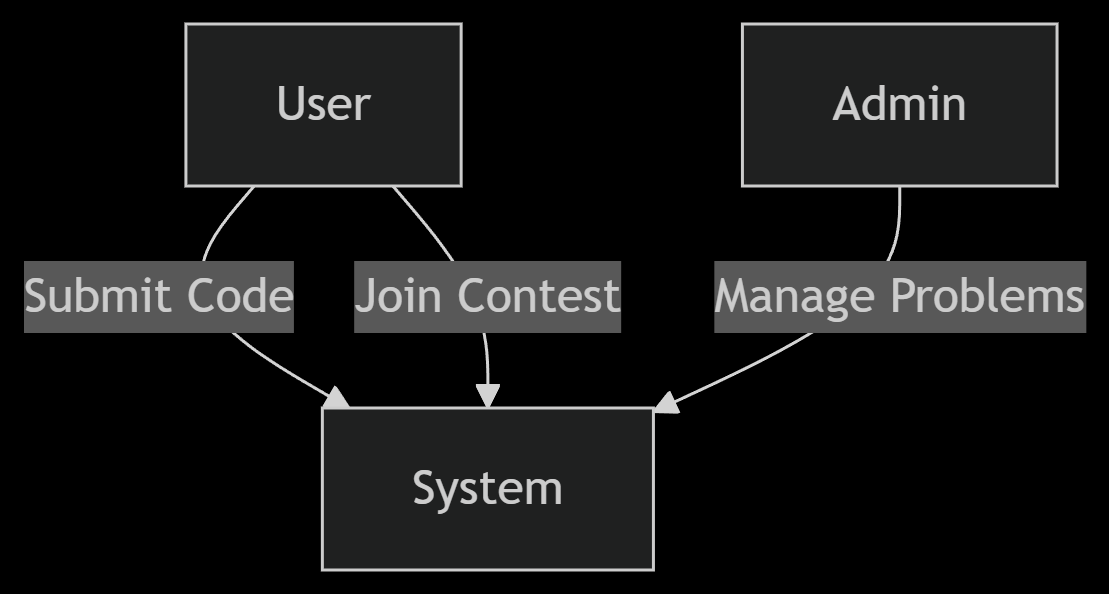 User
Admin
Submit Code
Join Contest
Manage Problems
System